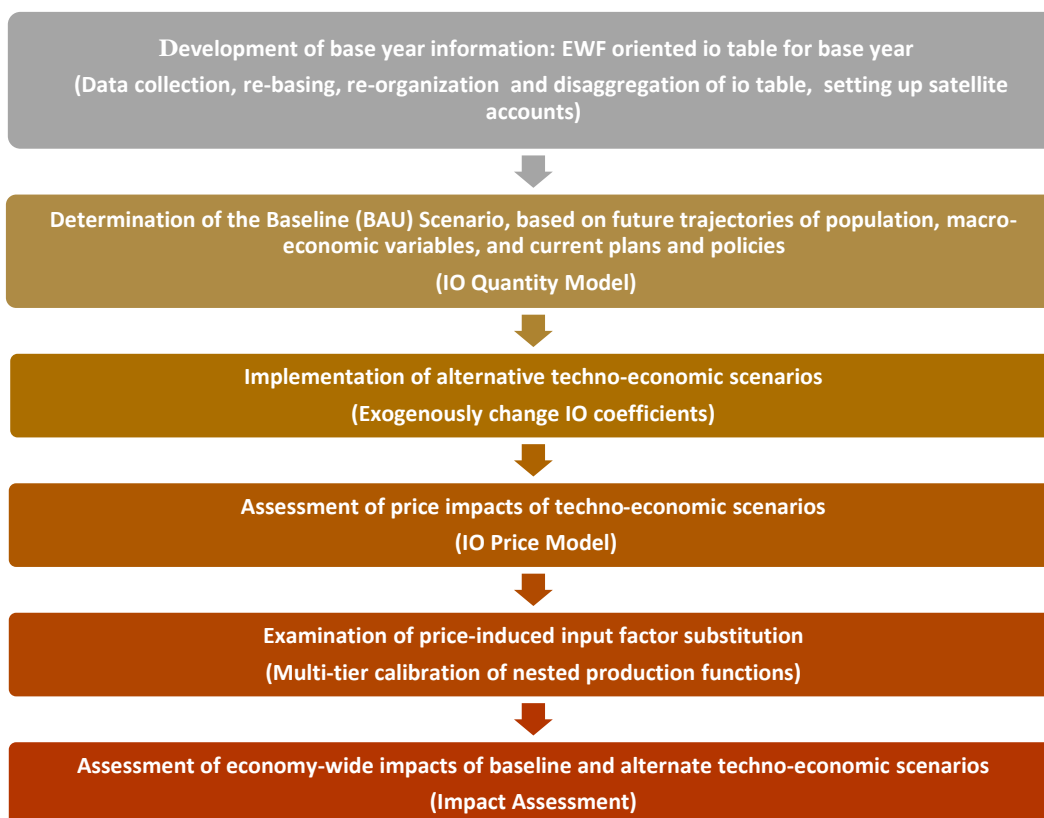 Development of base year information: EWF oriented io table for base year
(Data collection, re-basing, re-organization and disaggregation of io table, setting up satellite
accounts)
Determination of the Baseline (BAU) Scenario, based on future trajectories of population, macro-
economic variables, and current plans and policies
(IO Quantity Model)
Implementation of alternative techno-economic scenarios
(Exogenously change IO coefficients)
Assessment of price impacts of techno-economic scenarios
(IO Price Model)
Examination of price-induced input factor substitution
(Multi-tier calibration of nested production functions)
Assessment of economy-wide impacts of baseline and alternate techno-economic scenarios
(Impact Assessment)